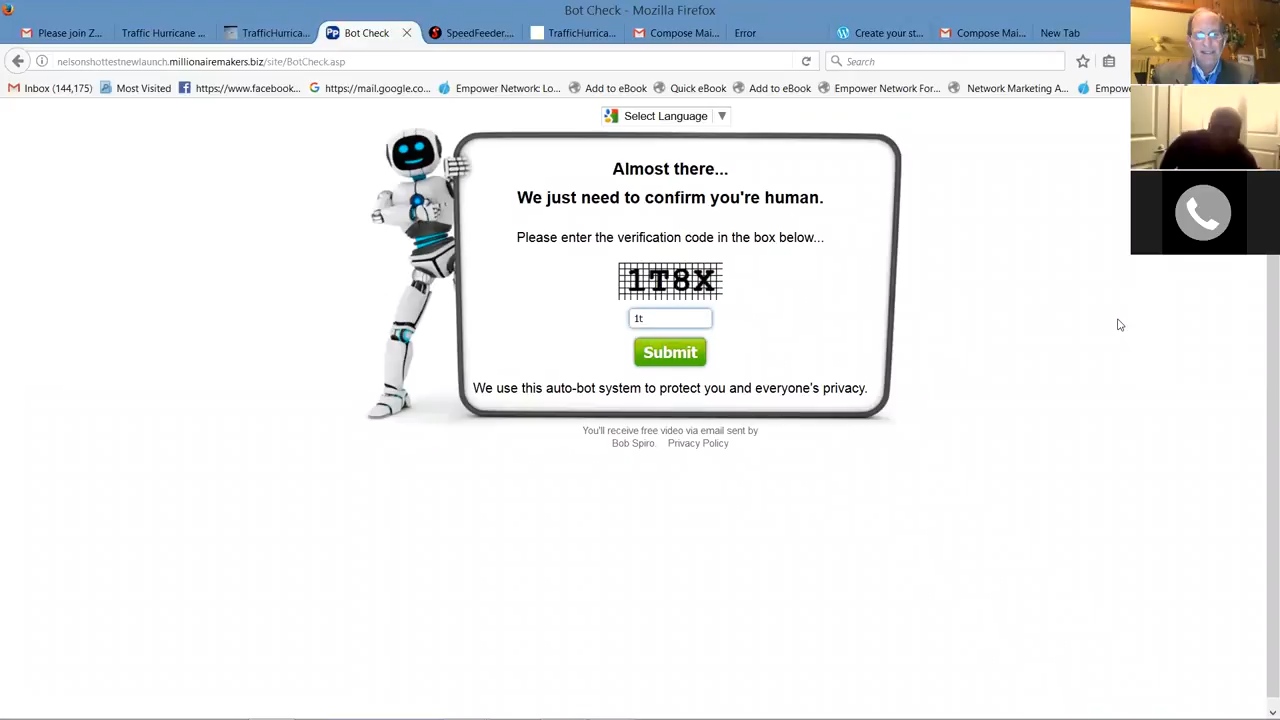 Bot Check - Mozilla Firefox
Please join Z...
Traffic Hurricane ...
TrafficHurrica...
Bot Check
SpeedFeeder....
TrafficHurrica...
Compose Mai...
Error
Create your st...
Compose Mai...
New Tab
nelsonshottestnewlaunch.millionairemakers.biz/site/BotCheck.asp
Search
Inbox (144,175)
Most Visited
https://www.facebook...
https://mail.google.co...
Empower Network: Lo...
Add to eBook
Quick eBook
Add to eBook
Empower Network For...
Network Marketing A...
Empowe
Select Language
Almost there...
We just need to confirm you're human.
Please enter the verification code in the box below...
1T8X
1t
Submit
We use this auto-bot system to protect you and everyone's privacy.
You'll receive free video via email sent by
Bob Spiro. Privacy Policy